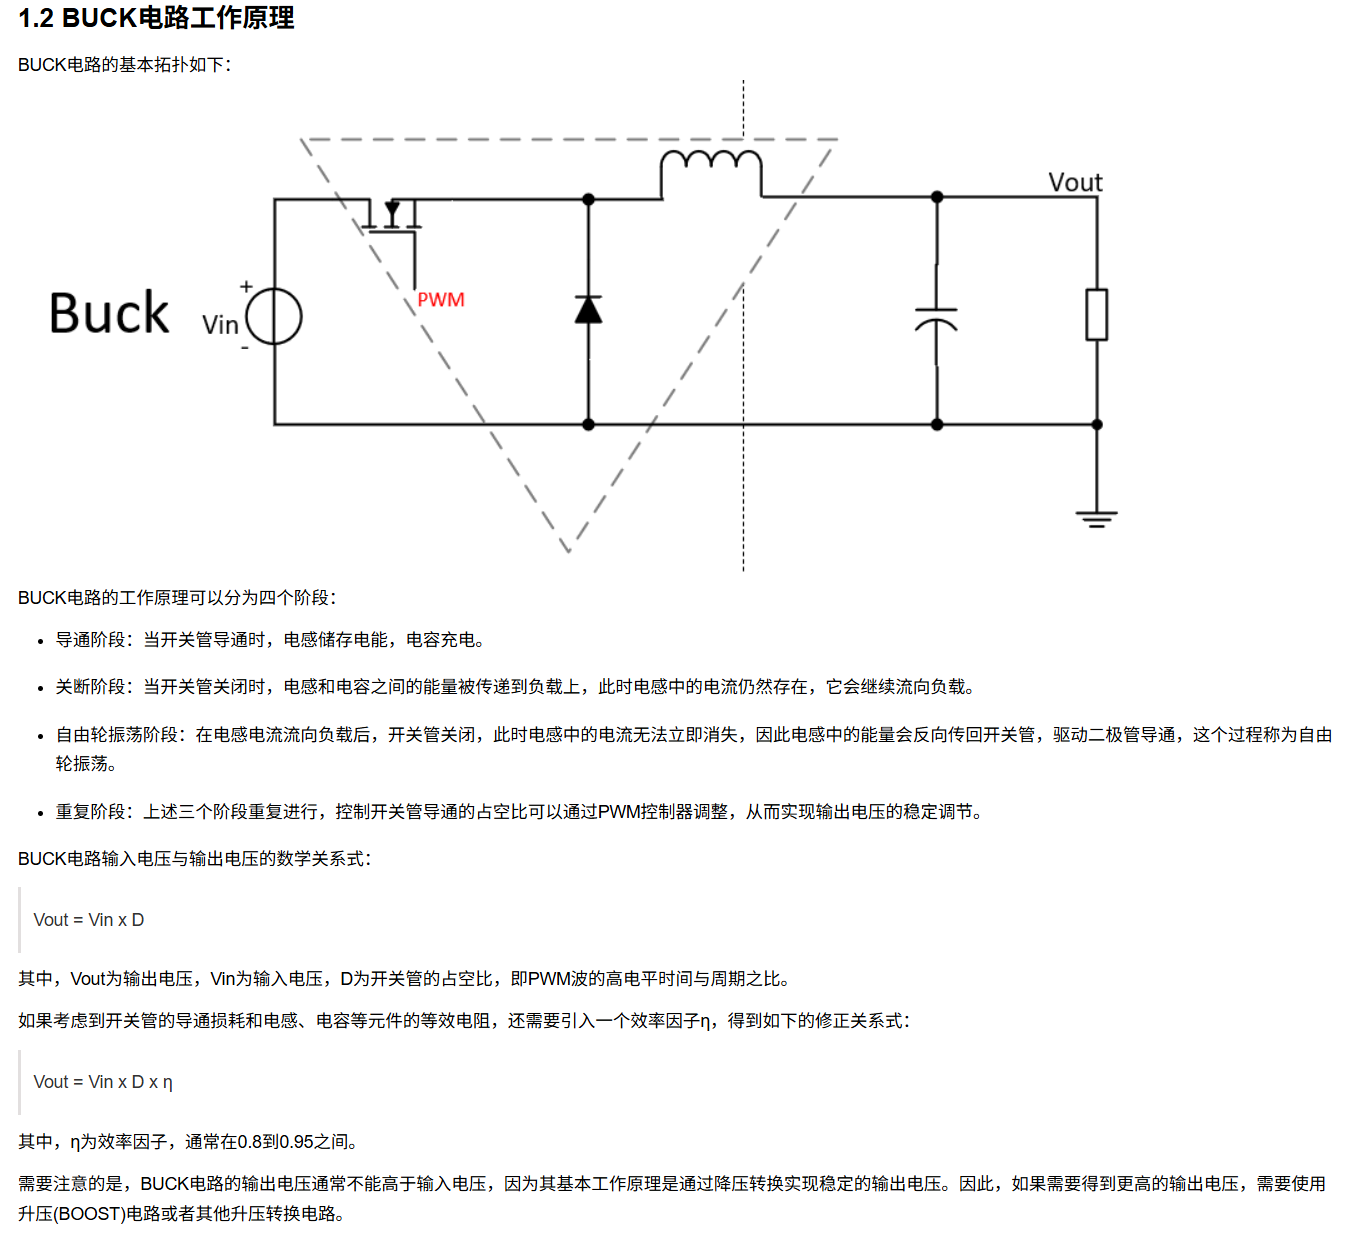 1.2 BUCK电路工作原理
BUCK电路的基本拓扑如下：
Vout
PWM
Buck
Vin
+
-
BUCK电路的工作原理可以分为四个阶段：
• 导通阶段：当开关管导通时，电感储存电能，电容充电。
• 关断阶段：当开关管关闭时，电感和电容之间的能量被传递到负载上，此时电感中的电流仍然存在，它会继续流向负载。
• 自由轮振荡阶段：在电感电流流向负载后，开关管关闭，此时电感中的电流无法立即消失，因此电感中的能量会反向传回开关管，驱动二极管导通，这个过程称为自由
轮振荡。
• 重复阶段：上述三个阶段重复进行，控制开关管导通的占空比可以通过PWM控制器调整，从而实现输出电压的稳定调节。
BUCK电路输入电压与输出电压的数学关系式：
Vout = Vin x D
其中，Vout为输出电压，Vin为输入电压，D为开关管的占空比，即PWM波的高电平时间与周期之比。
如果考虑到开关管的导通损耗和电感、电容等元件的等效电阻，还需要引入一个效率因子η，得到如下的修正关系式：
Vout = Vin x D x η
其中，η为效率因子，通常在0.8到0.95之间。
需要注意的是，BUCK电路的输出电压通常不能高于输入电压，因为其基本工作原理是通过降压转换实现稳定的输出电压。因此，如果需要得到更高的输出电压，需要使用
升压(BOOST)电路或者其他升压转换电路。